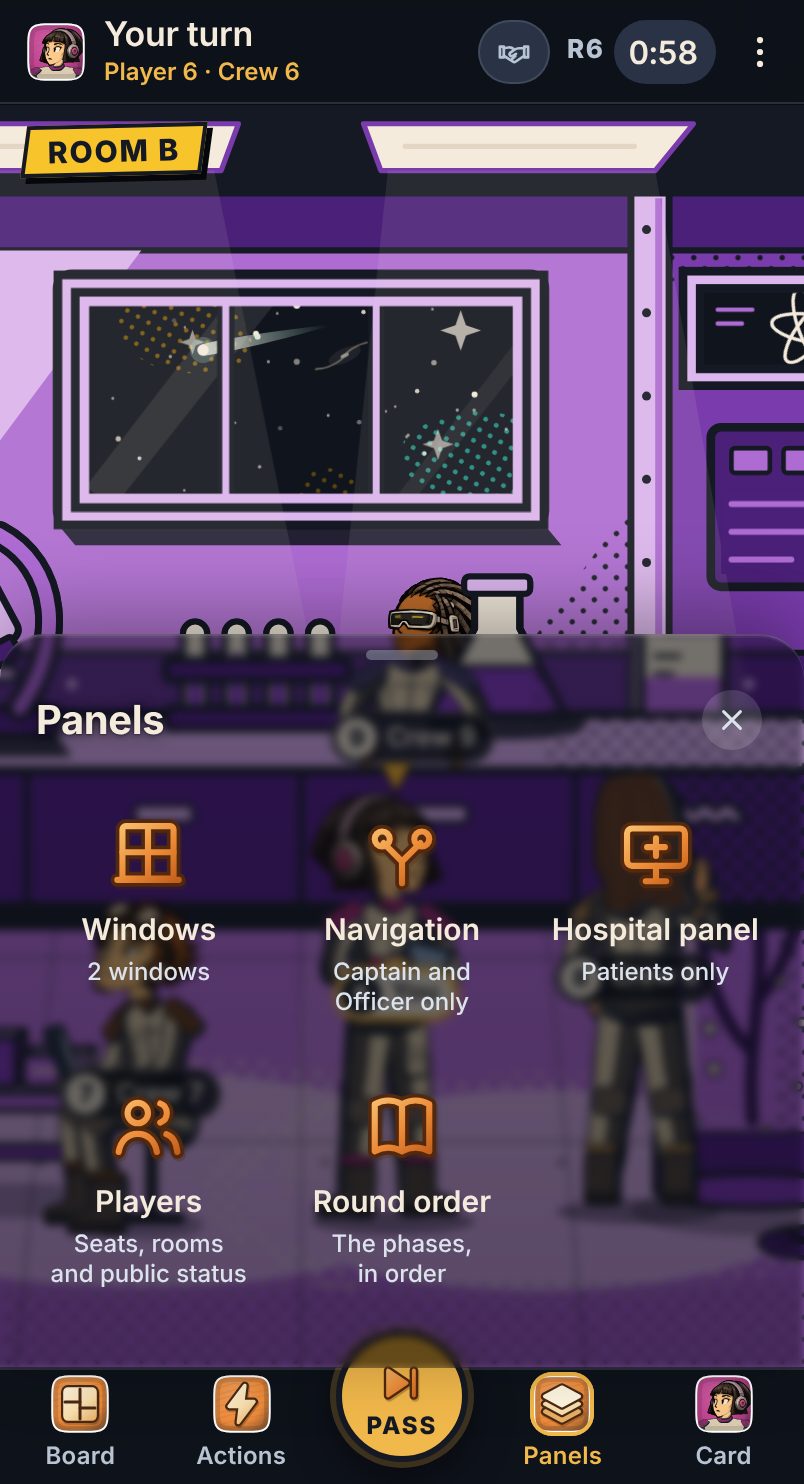 Your turn
Player 6 · Crew 6
R6
0:58
ROOM B
Panels
Windows
2 windows
Navigation
Captain and
Officer only
Hospital panel
Patients only
Players
Seats, rooms
and public status
Round order
The phases,
in order
Board
Actions
PASS
Panels
Card